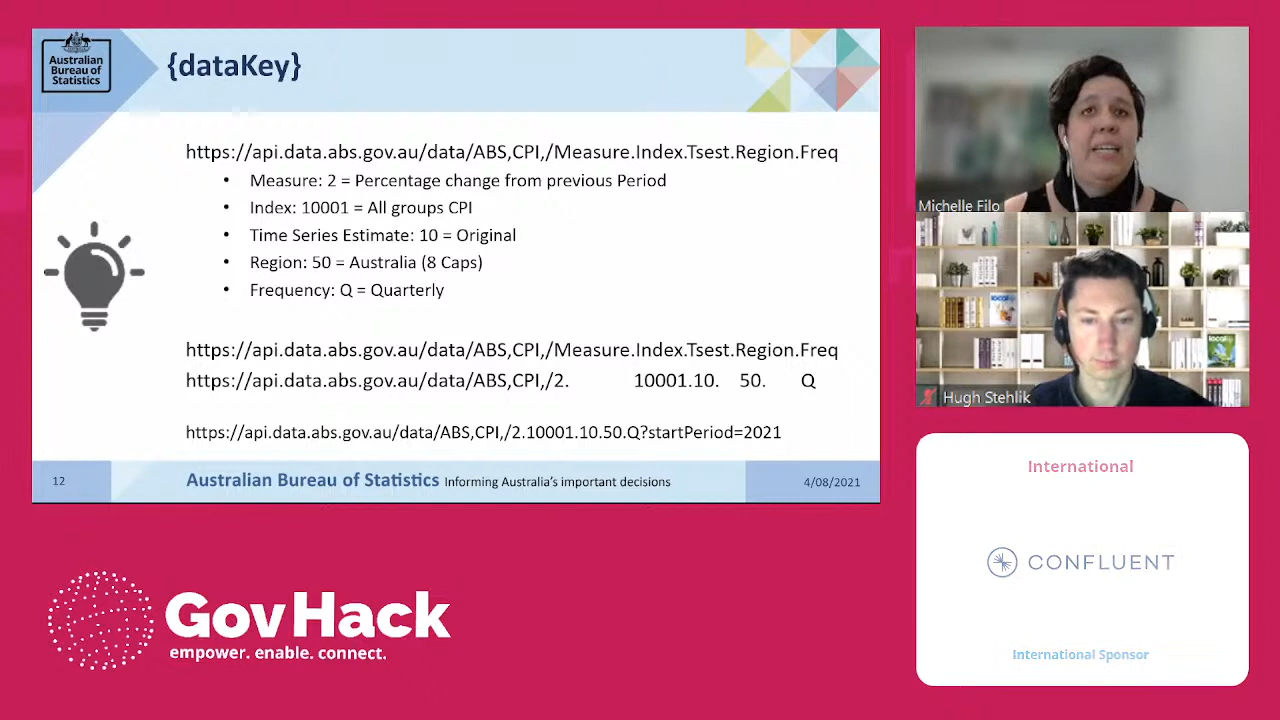 Australian
Bureau of
Statistics
{dataKey}
https://api.data.abs.gov.au/data/ABS,CPI,/Measure.Index.Tsest.Region.Freq
• Measure: 2 = Percentage change from previous Period
• Index: 10001 = All groups CPI
• Time Series Estimate: 10 = Original
• Region: 50 = Australia (8 Caps)
• Frequency: Q = Quarterly
https://api.data.abs.gov.au/data/ABS,CPI,/Measure.Index.Tsest.Region.Freq
https://api.data.abs.gov.au/data/ABS,CPI,/2. 10001.10. 50. Q
https://api.data.abs.gov.au/data/ABS,CPI,/2.10001.10.50.Q?startPeriod=2021
12
Australian Bureau of Statistics Informing Australia's important decisions
4/08/2021
Michelle Filo
local
local
Hugh Stehlik
International
CONFLUENT
International Sponsor
GovHack
empower. enable. connect.